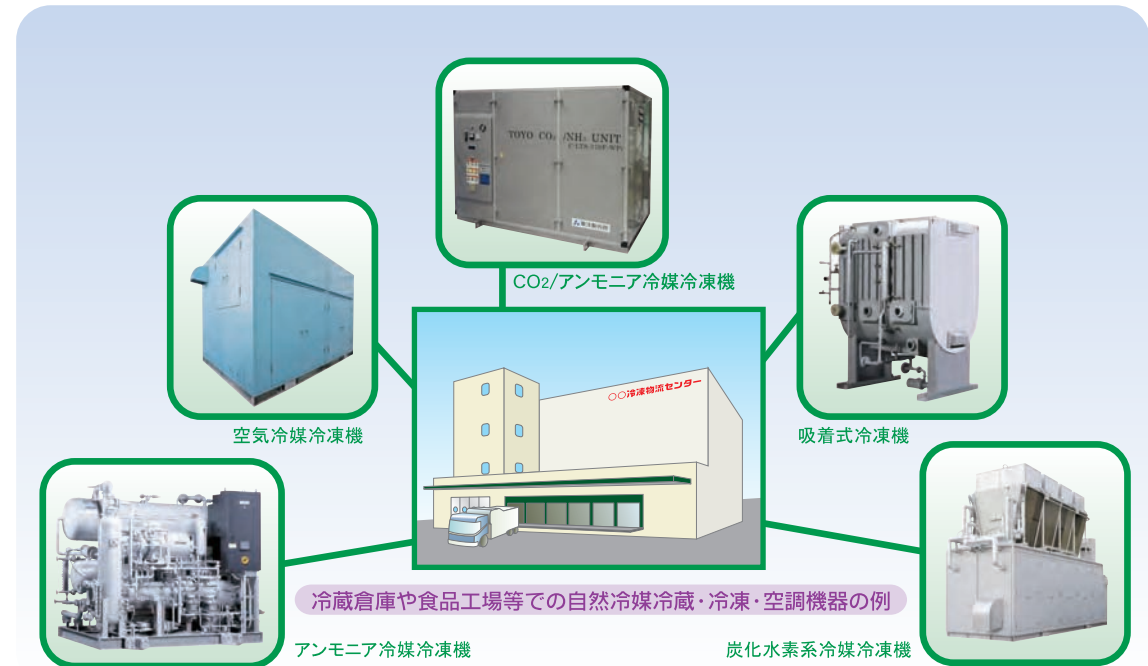 TOYO CO₂/NH₃ UNIT
CO2/アンモニア冷媒冷凍機
空気冷媒冷凍機
吸着式冷凍機
○○冷凍物流センター
冷蔵倉庫や食品工場等での自然冷媒冷蔵・冷凍・空調機器の例
アンモニア冷媒冷凍機
炭化水素系冷媒冷凍機